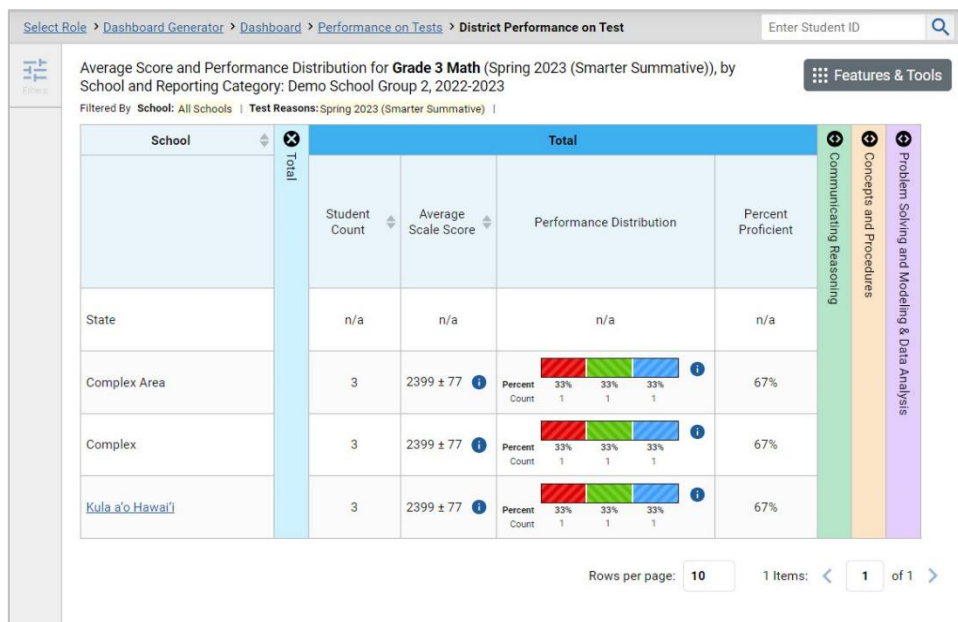 Select Role > Dashboard Generator > Dashboard > Performance on Tests > District Performance on Test
Enter Student ID
Filters
Average Score and Performance Distribution for Grade 3 Math (Spring 2023 (Smarter Summative)), by
School and Reporting Category: Demo School Group 2, 2022-2023
Features & Tools
Filtered By School: All Schools | Test Reasons: Spring 2023 (Smarter Summative) |
School
Total
Total
Communicating Reasoning
Concepts and Procedures
Problem Solving and Modeling & Data Analysis
Student Count
Average Scale Score
Performance Distribution
Percent Proficient
State n/a n/a n/a n/a
Complex Area 3 2399 ± 77 67%
Percent 33% 33% 33%
Count 1 1 1
Complex 3 2399 ± 77 67%
Percent 33% 33% 33%
Count 1 1 1
Kula a'o Hawai'i 3 2399 ± 77 67%
Percent 33% 33% 33%
Count 1 1 1
Rows per page: 10 1 Items: < 1 of 1 >